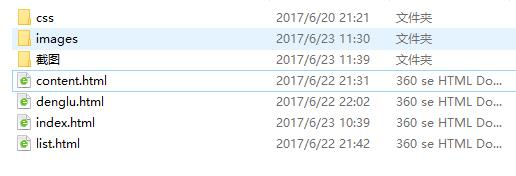 css 2017/6/20 21:21 文件夹
images 2017/6/23 11:30 文件夹
截图 2017/6/23 11:39 文件夹
content.html 2017/6/22 21:31 360 se HTML Do...
denglu.html 2017/6/22 22:02 360 se HTML Do...
index.html 2017/6/23 10:39 360 se HTML Do...
list.html 2017/6/22 21:42 360 se HTML Do...